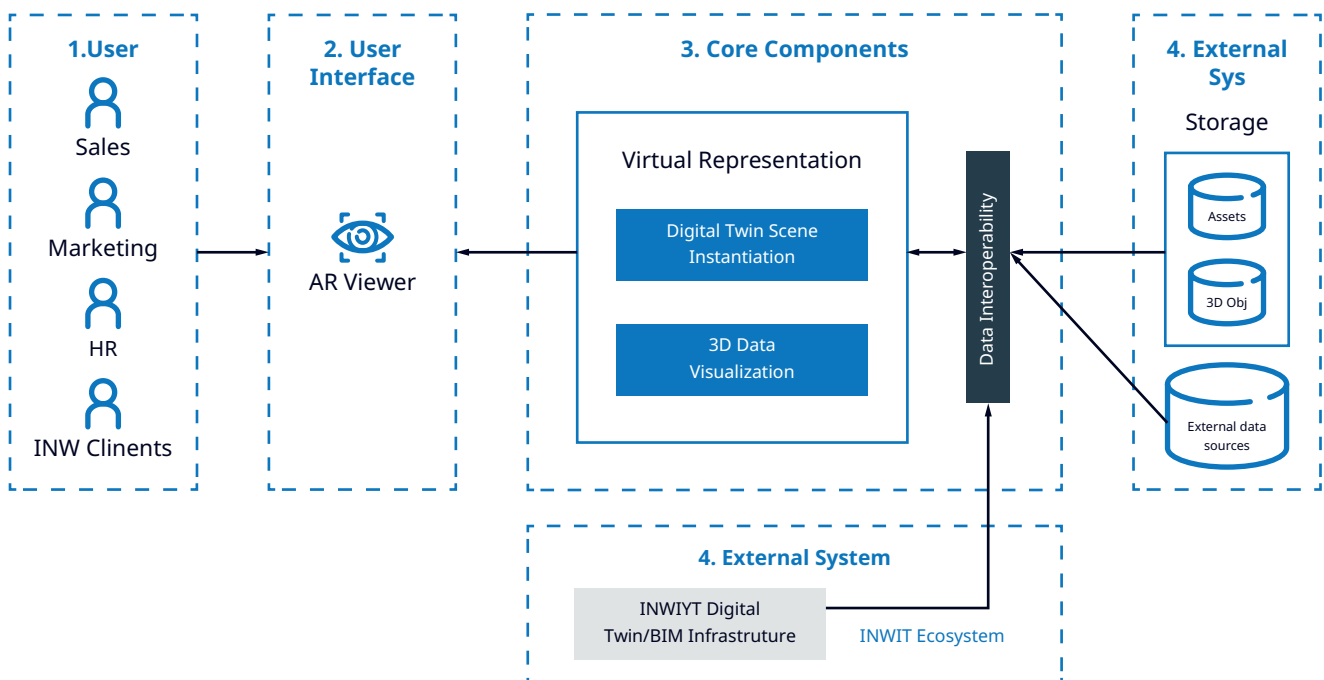 1.User
Sales
Marketing
HR
INW Clinents
2. User
Interface
AR Viewer
3. Core Components
Virtual Representation
Digital Twin Scene
Instantiation
3D Data
Visualization
Data Interoperability
4. External
Sys
Storage
Assets
3D Obj
External data
sources
4. External System
INWIYT Digital
Twin/BIM Infrastruture
INWIT Ecosystem